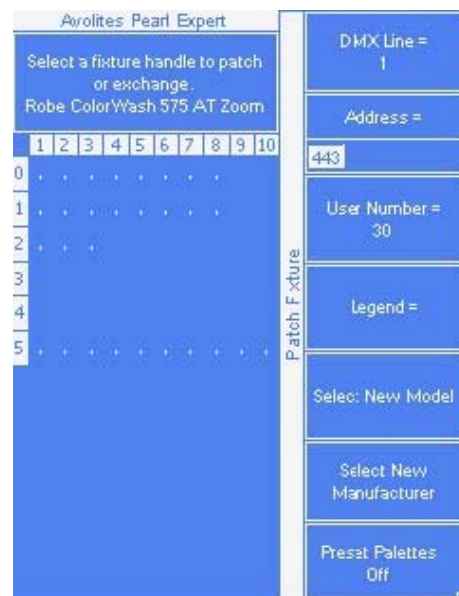 Avolites Pearl Expert
Select a fixture handle to patch
or exchange.
Robe ColorWash 575 AT Zoom
1 2 3 4 5 6 7 8 9 10
0
1
2
3
4
5
Patch Fixture
DMX Line =
1
Address =
443
User Number =
30
Legend =
Select New Model
Select New
Manufacturer
Preset Palettes
Off